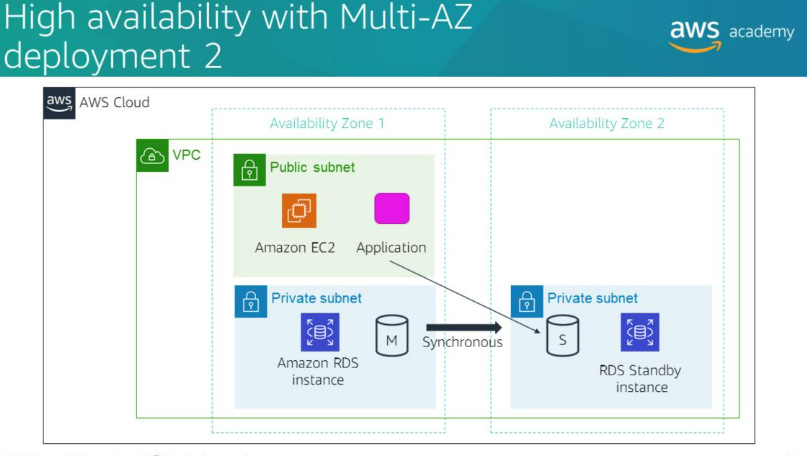 High availability with Multi-AZ
deployment 2
aws academy
aws AWS Cloud
Availability Zone 1
Availability Zone 2
VPC
Public subnet
Amazon EC2
Application
Private subnet
Private subnet
M
Synchronous
S
Amazon RDS
instance
RDS Standby
instance